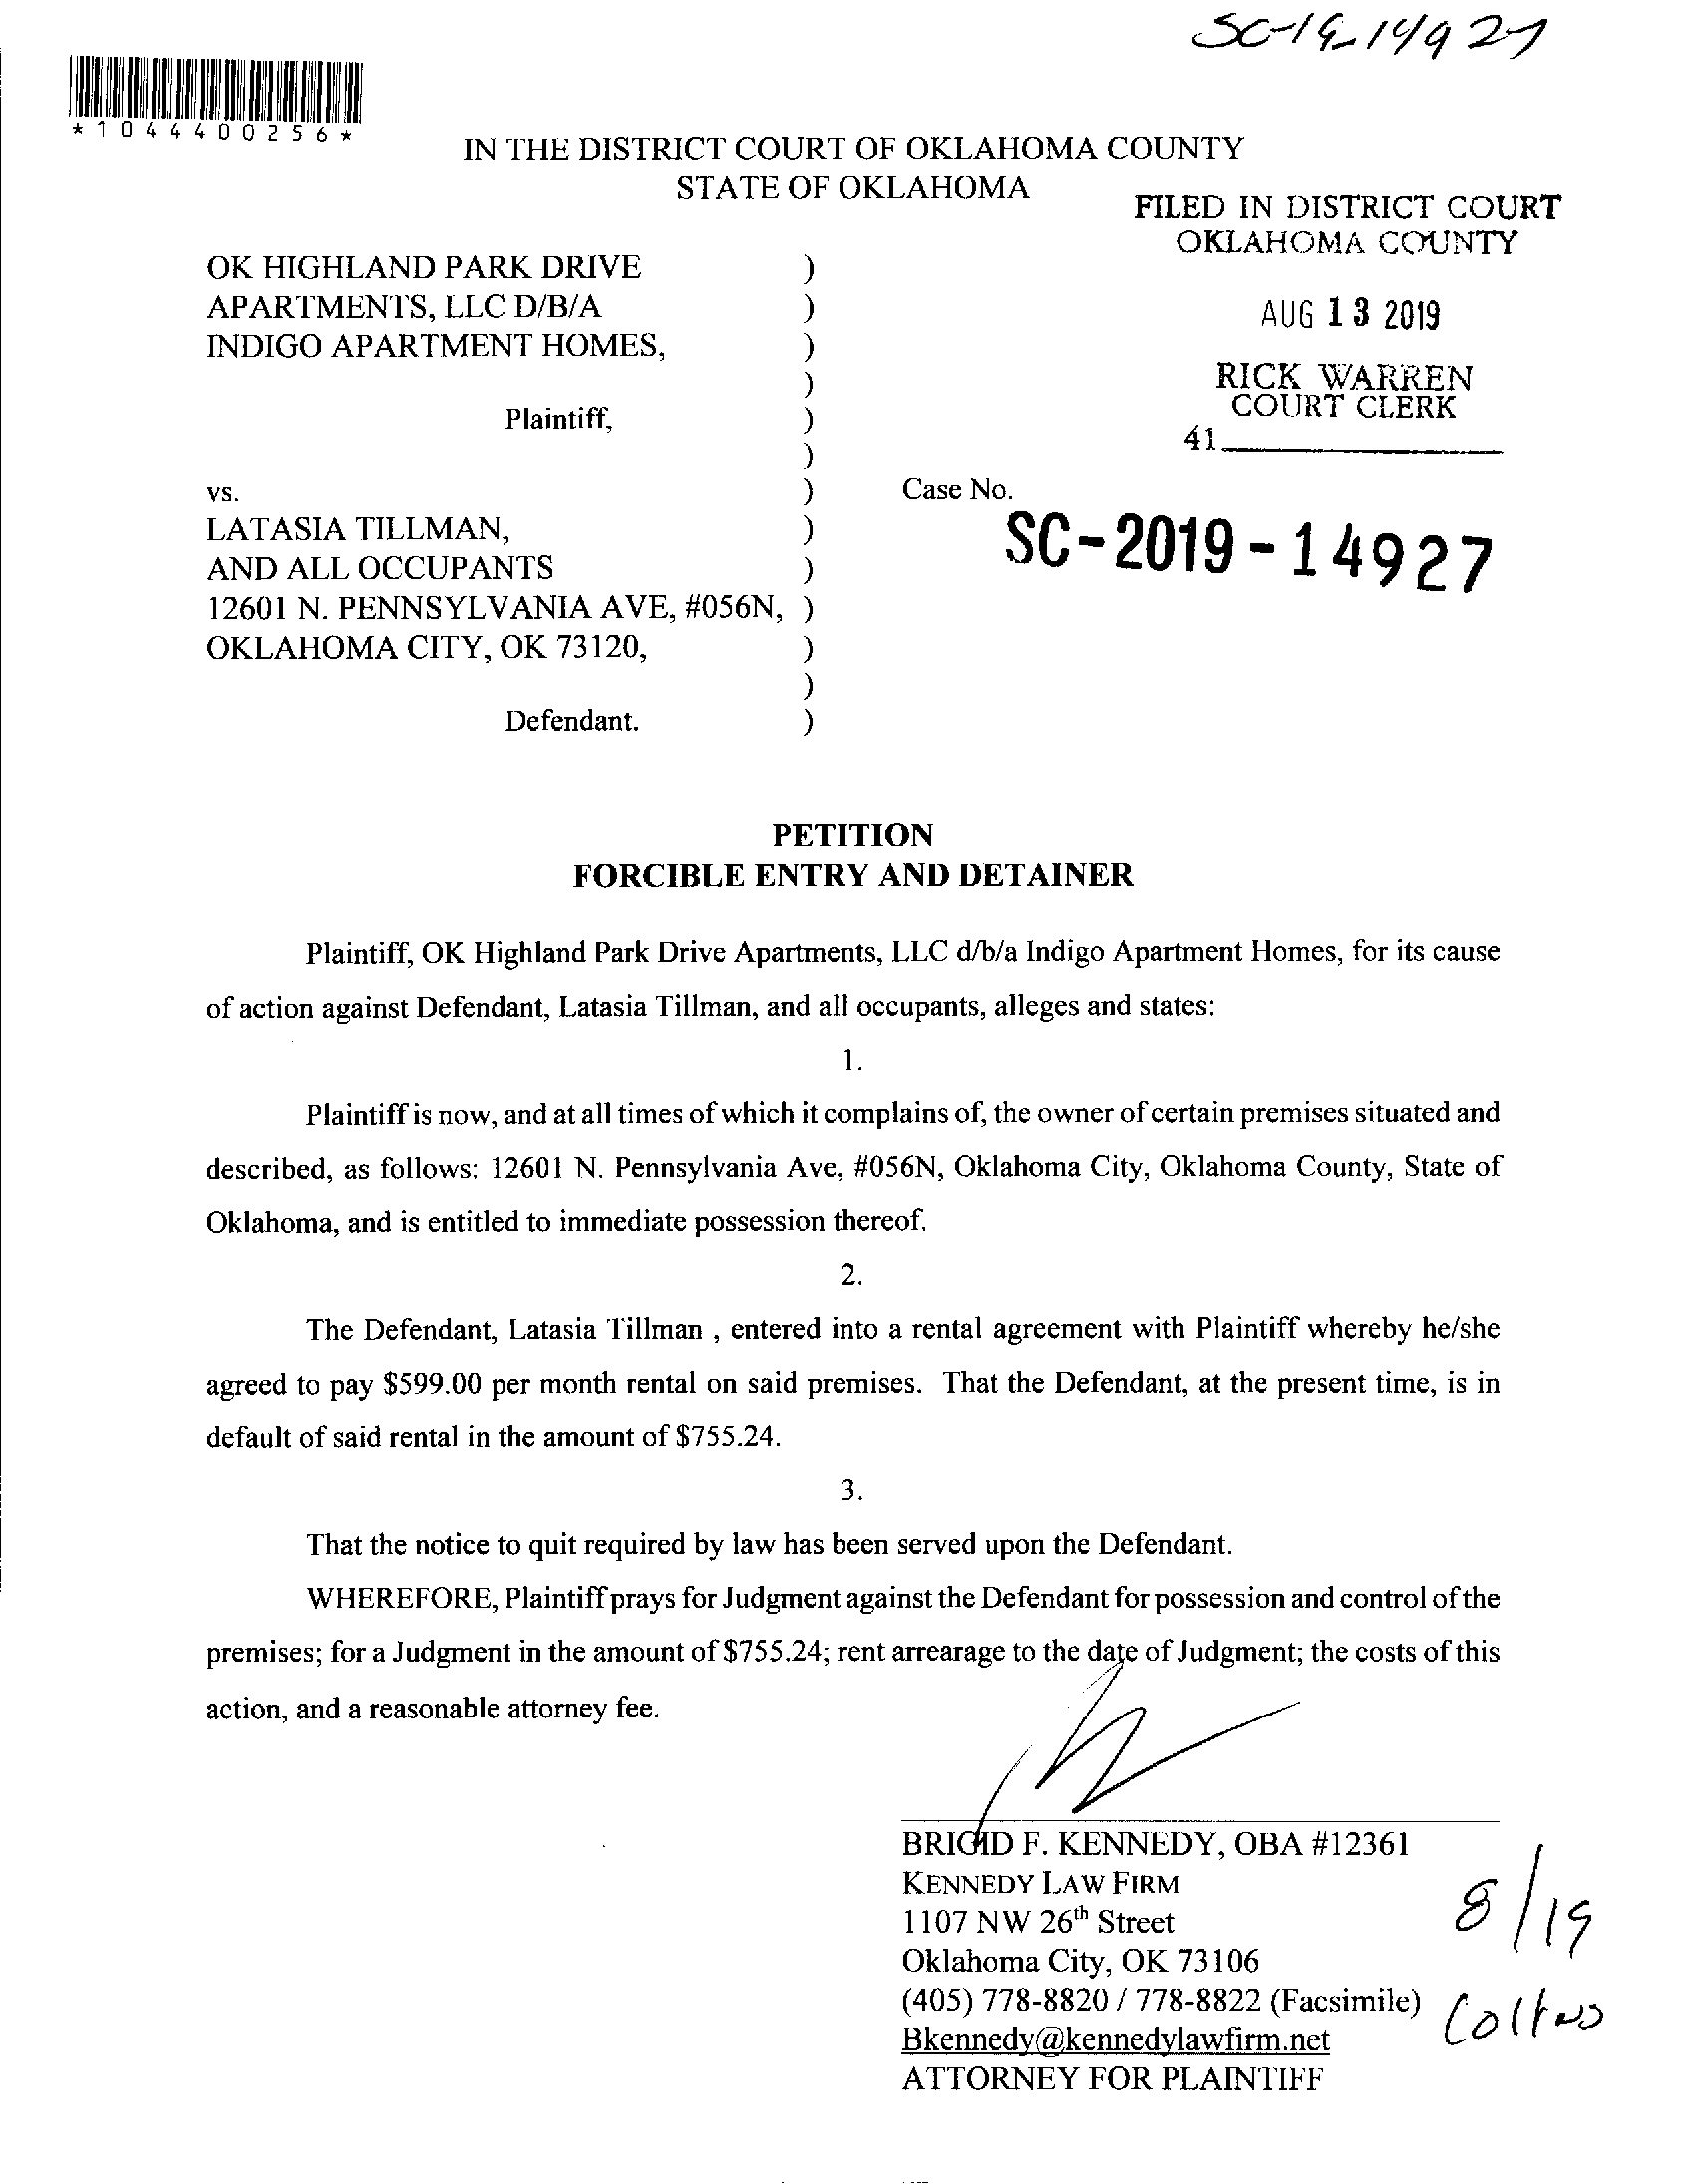 SC-19-14927
*1044400256*
IN THE DISTRICT COURT OF OKLAHOMA COUNTY
STATE OF OKLAHOMA
FILED IN DISTRICT COURT
OKLAHOMA COUNTY
AUG 13 2019
RICK WARREN
COURT CLERK
41
OK HIGHLAND PARK DRIVE )
APARTMENTS, LLC D/B/A )
INDIGO APARTMENT HOMES, )
)
Plaintiff, )
)
vs. ) Case No.
LATASIA TILLMAN, ) SC-2019-14927
AND ALL OCCUPANTS )
12601 N. PENNSYLVANIA AVE, #056N, )
OKLAHOMA CITY, OK 73120, )
)
Defendant. )
PETITION
FORCIBLE ENTRY AND DETAINER
Plaintiff, OK Highland Park Drive Apartments, LLC d/b/a Indigo Apartment Homes, for its cause
of action against Defendant, Latasia Tillman, and all occupants, alleges and states:
1.
Plaintiff is now, and at all times of which it complains of, the owner of certain premises situated and
described, as follows: 12601 N. Pennsylvania Ave, #056N, Oklahoma City, Oklahoma County, State of
Oklahoma, and is entitled to immediate possession thereof.
2.
The Defendant, Latasia Tillman , entered into a rental agreement with Plaintiff whereby he/she
agreed to pay $599.00 per month rental on said premises. That the Defendant, at the present time, is in
default of said rental in the amount of $755.24.
3.
That the notice to quit required by law has been served upon the Defendant.
WHEREFORE, Plaintiff prays for Judgment against the Defendant for possession and control of the
premises; for a Judgment in the amount of $755.24; rent arrearage to the date of Judgment; the costs of this
action, and a reasonable attorney fee.
BRIGID F. KENNEDY, OBA #12361
KENNEDY LAW FIRM
1107 NW 26th Street
Oklahoma City, OK 73106
(405) 778-8820 / 778-8822 (Facsimile)
Bkennedy@kennedylawfirm.net
ATTORNEY FOR PLAINTIFF
8/19